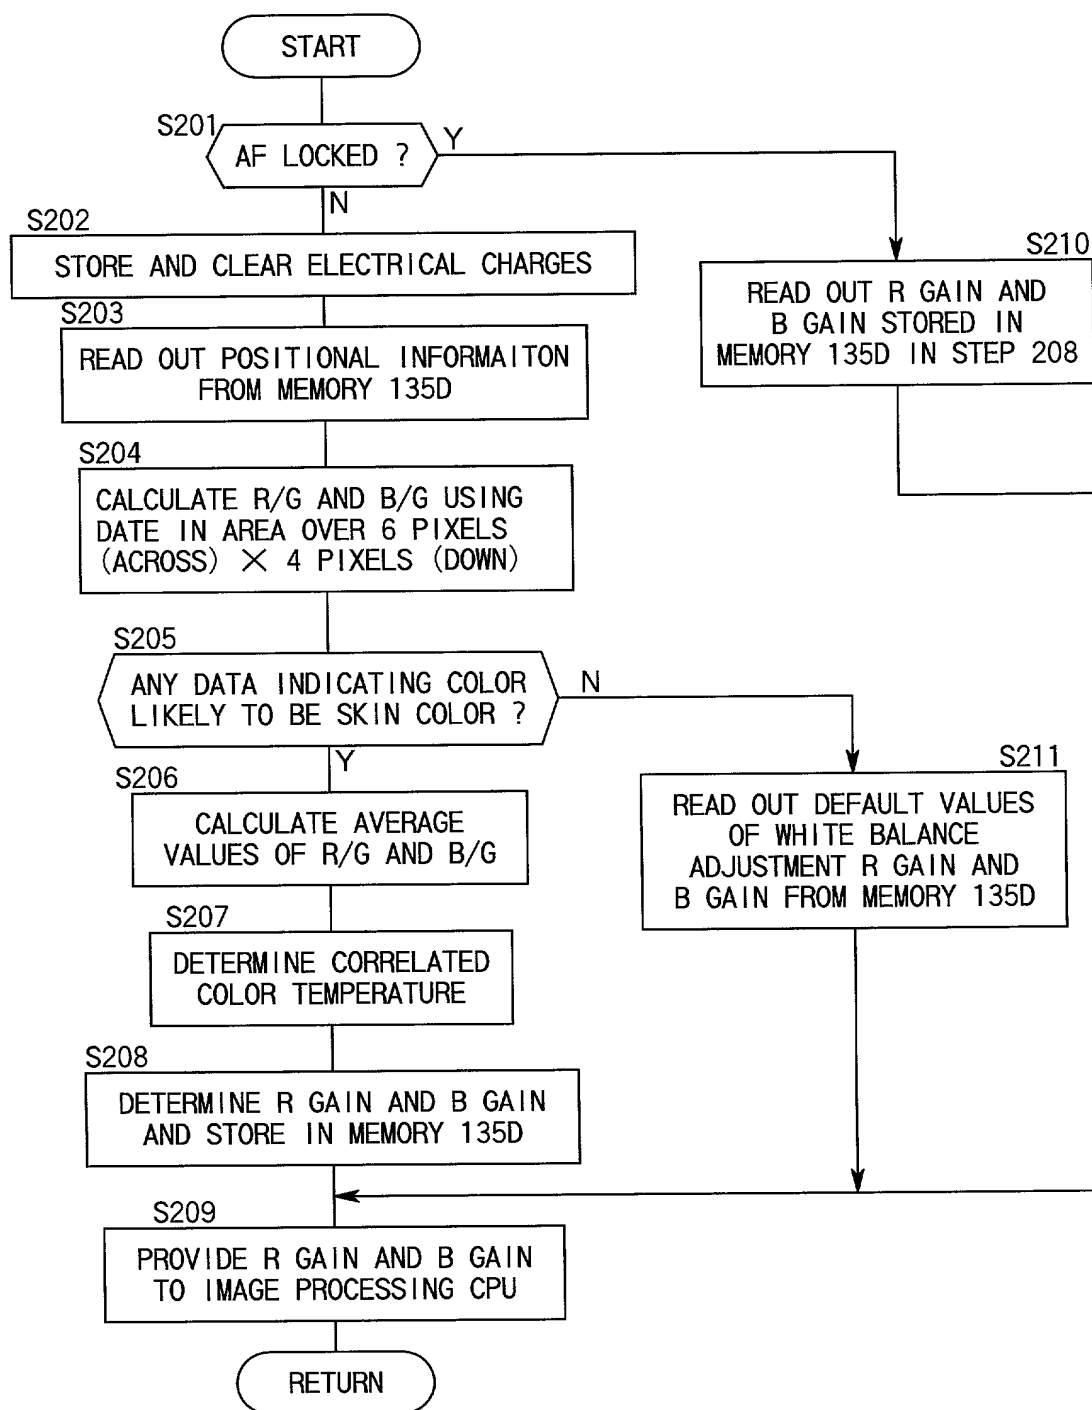 START
S201
AF LOCKED ?
Y
N
S202
STORE AND CLEAR ELECTRICAL CHARGES
S203
READ OUT POSITIONAL INFORMAITON
FROM MEMORY 135D
S204
CALCULATE R/G AND B/G USING
DATE IN AREA OVER 6 PIXELS
(ACROSS) × 4 PIXELS (DOWN)
S205
ANY DATA INDICATING COLOR
LIKELY TO BE SKIN COLOR ?
N
Y
S206
CALCULATE AVERAGE
VALUES OF R/G AND B/G
S207
DETERMINE CORRELATED
COLOR TEMPERATURE
S208
DETERMINE R GAIN AND B GAIN
AND STORE IN MEMORY 135D
S209
PROVIDE R GAIN AND B GAIN
TO IMAGE PROCESSING CPU
RETURN
S210
READ OUT R GAIN AND
B GAIN STORED IN
MEMORY 135D IN STEP 208
S211
READ OUT DEFAULT VALUES
OF WHITE BALANCE
ADJUSTMENT R GAIN AND
B GAIN FROM MEMORY 135D